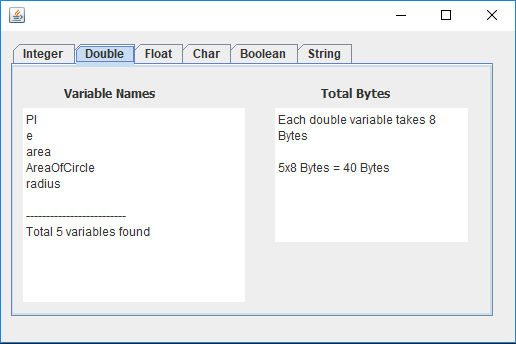 Integer Double Float Char Boolean String
Variable Names Total Bytes
PI
e
area
AreaOfCircle
radius
-------------------------
Total 5 variables found
Each double variable takes 8
Bytes
5x8 Bytes = 40 Bytes